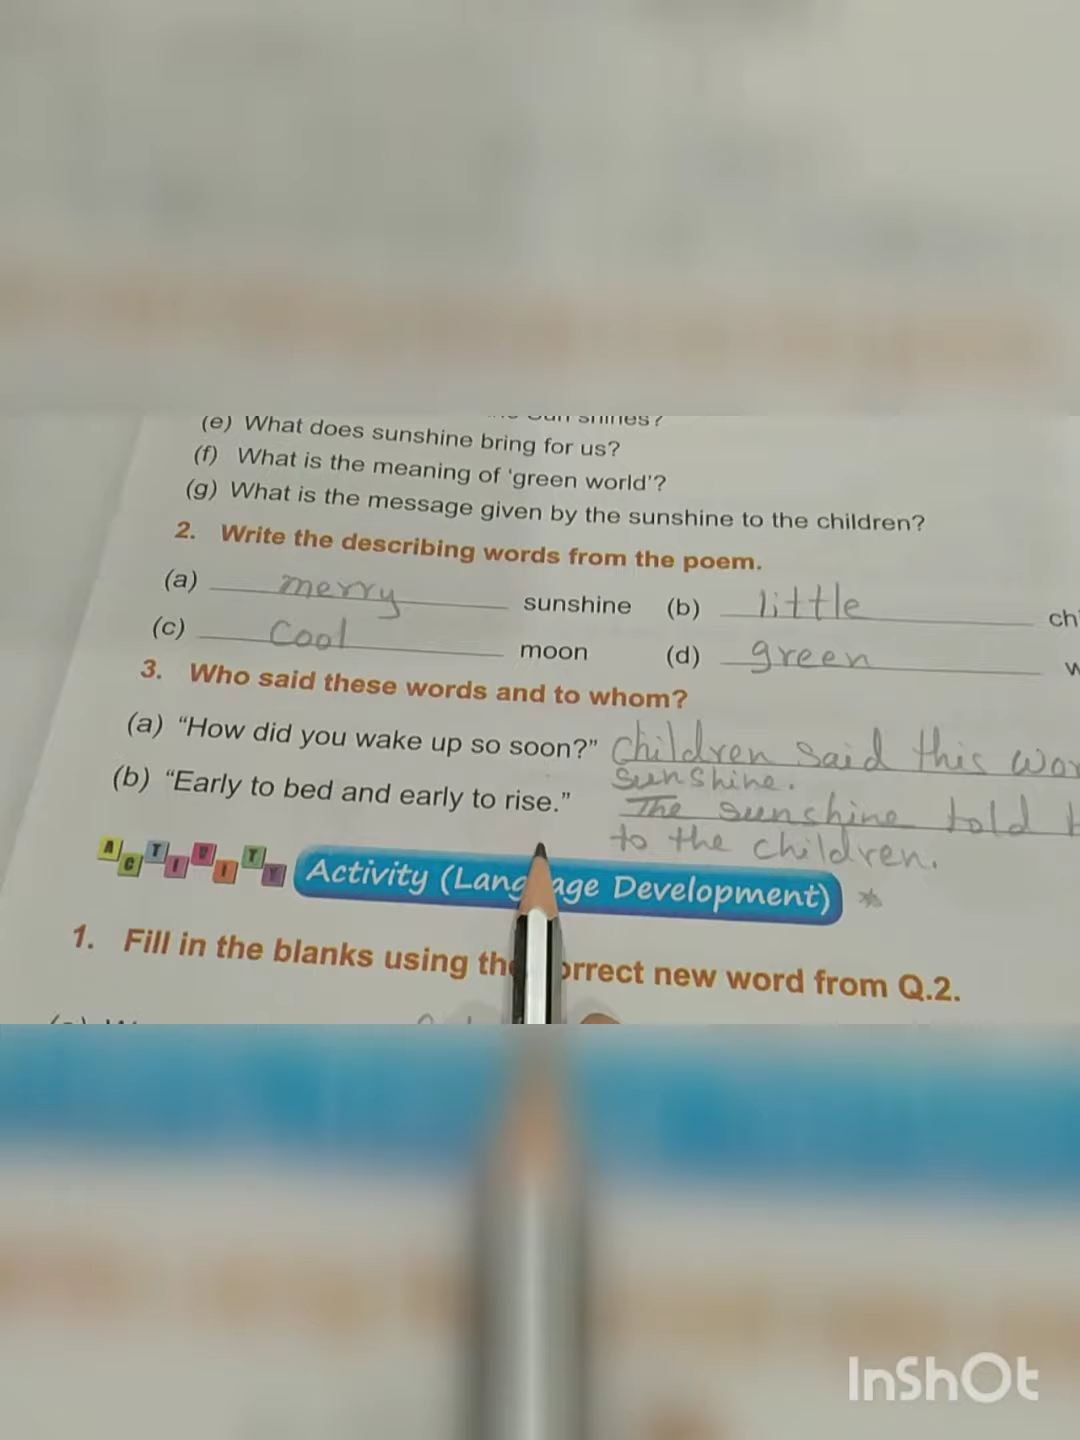 (e) What does sunshine bring for us?
(f) What is the meaning of ‘green world’?
(g) What is the message given by the sunshine to the children?
2. Write the describing words from the poem.
(a) merry sunshine (b) little
(c) cool moon (d) green
3. Who said these words and to whom?
(a) “How did you wake up so soon?” Children said this
sunshine.
(b) “Early to bed and early to rise.” The sunshine told
to the children.
ACTIVITY Activity (Language Development) *
1. Fill in the blanks using the correct new word from Q.2.
InShOt